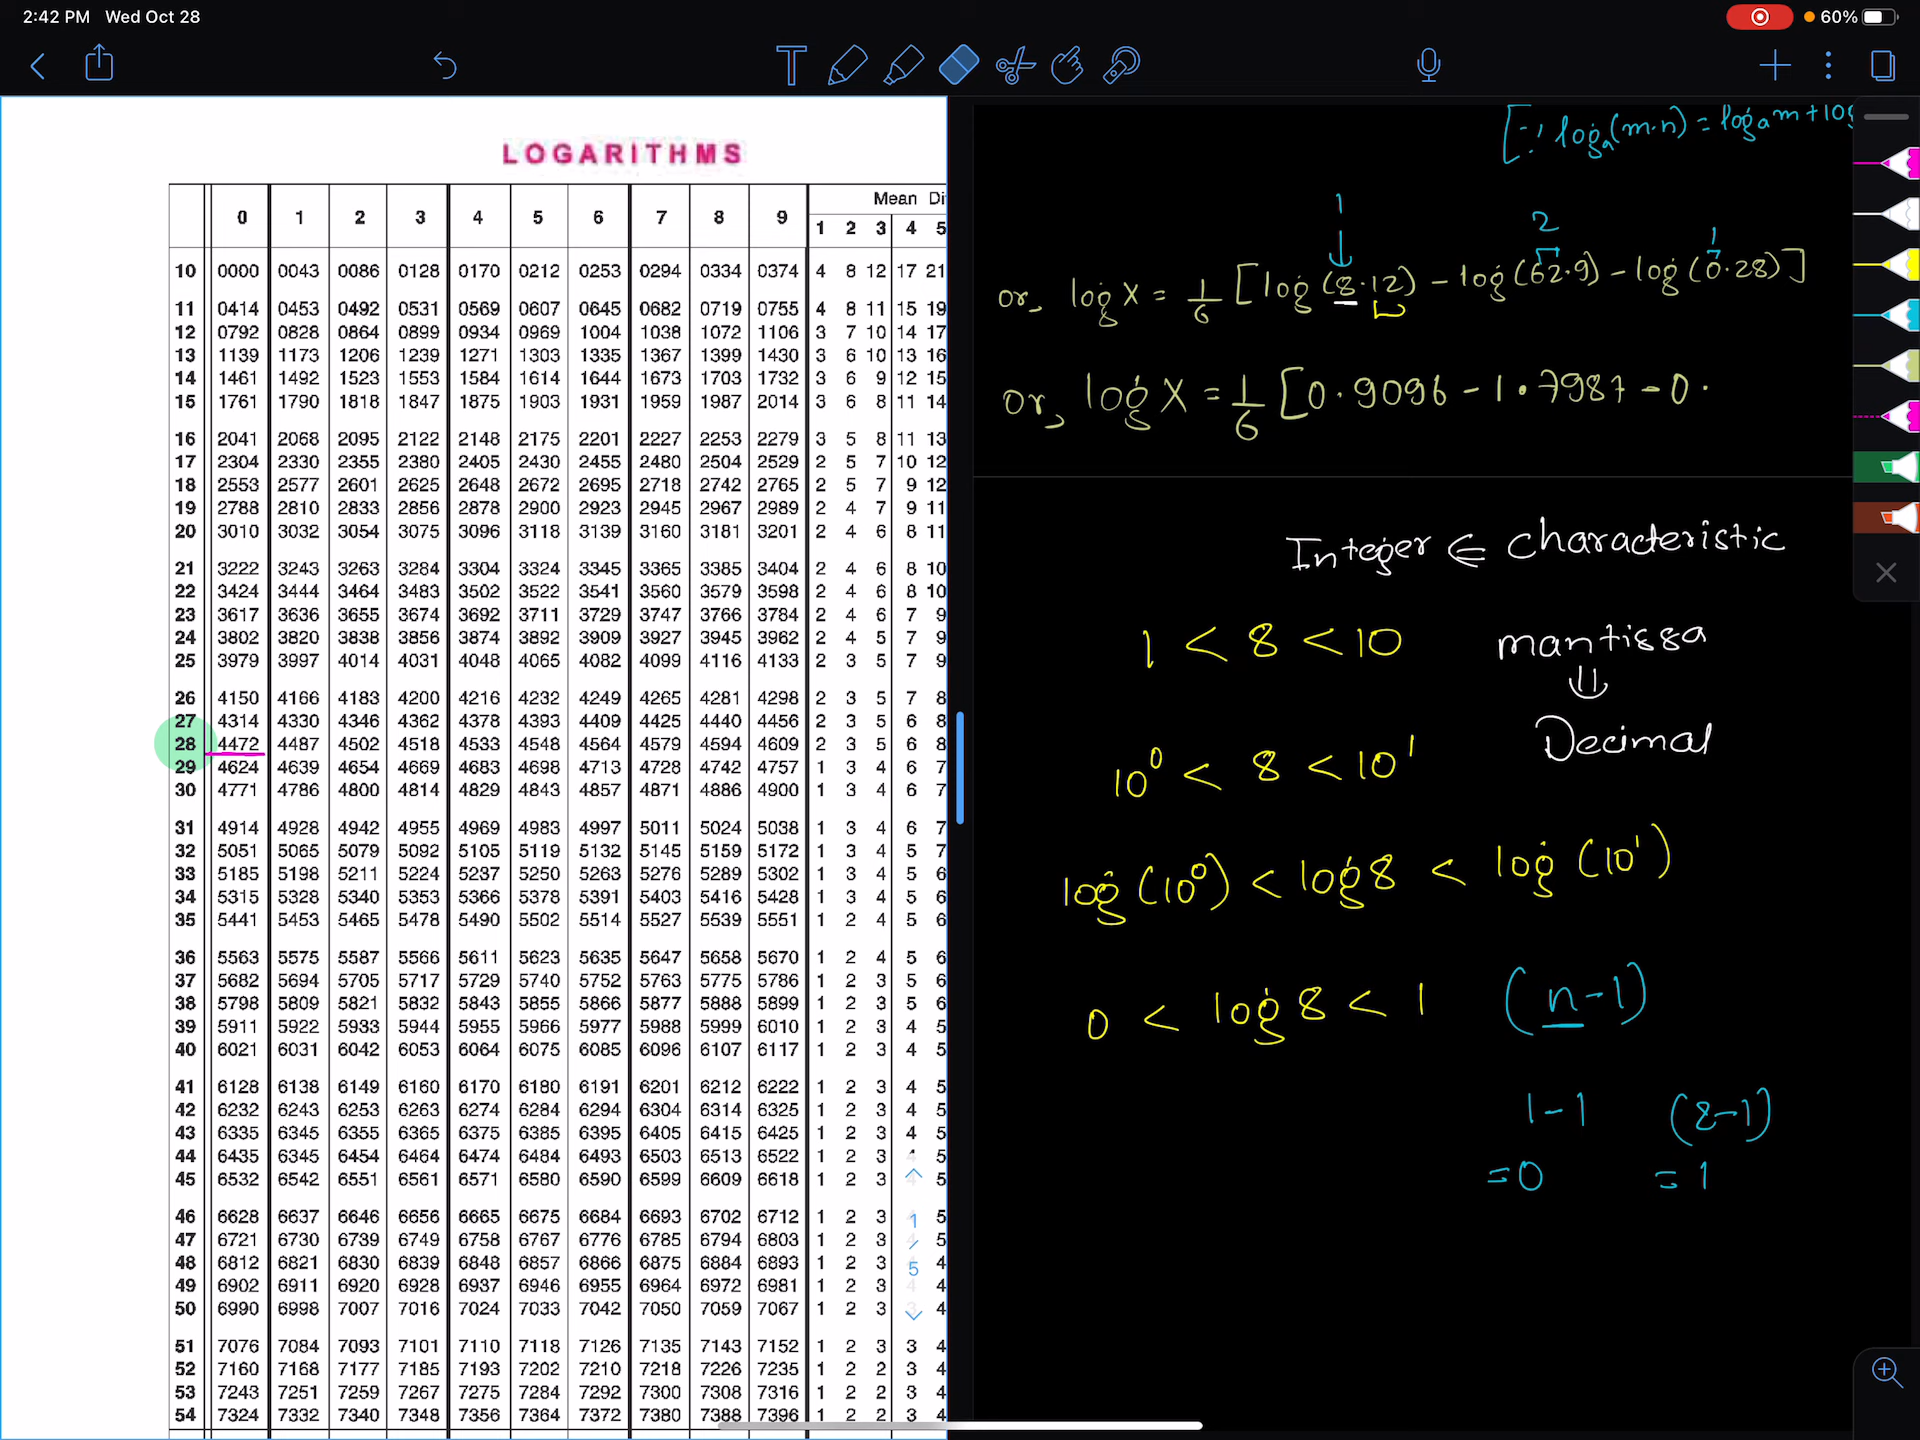 2:42 PM Wed Oct 28
60%
LOGARITHMS
0 1 2 3 4 5 6 7 8 9 Mean Di
1 2 3 4 5
10 0000 0043 0086 0128 0170 0212 0253 0294 0334 0374 4 8 12 17 21
11 0414 0453 0492 0531 0569 0607 0645 0682 0719 0755 4 8 11 15 19
12 0792 0828 0864 0899 0934 0969 1004 1038 1072 1106 3 7 10 14 17
13 1139 1173 1206 1239 1271 1303 1335 1367 1399 1430 3 6 10 13 16
14 1461 1492 1523 1553 1584 1614 1644 1673 1703 1732 3 6 9 12 15
15 1761 1790 1818 1847 1875 1903 1931 1959 1987 2014 3 6 8 11 14
16 2041 2068 2095 2122 2148 2175 2201 2227 2253 2279 3 5 8 11 13
17 2304 2330 2355 2380 2405 2430 2455 2480 2504 2529 2 5 7 10 12
18 2553 2577 2601 2625 2648 2672 2695 2718 2742 2765 2 5 7 9 12
19 2788 2810 2833 2856 2878 2900 2923 2945 2967 2989 2 4 7 9 11
20 3010 3032 3054 3075 3096 3118 3139 3160 3181 3201 2 4 6 8 11
21 3222 3243 3263 3284 3304 3324 3345 3365 3385 3404 2 4 6 8 10
22 3424 3444 3464 3483 3502 3522 3541 3560 3579 3598 2 4 6 8 10
23 3617 3636 3655 3674 3692 3711 3729 3747 3766 3784 2 4 6 7 9
24 3802 3820 3838 3856 3874 3892 3909 3927 3945 3962 2 4 5 7 9
25 3979 3997 4014 4031 4048 4065 4082 4099 4116 4133 2 3 5 7 9
26 4150 4166 4183 4200 4216 4232 4249 4265 4281 4298 2 3 5 7 8
27 4314 4330 4346 4362 4378 4393 4409 4425 4440 4456 2 3 5 6 8
28 4472 4487 4502 4518 4533 4548 4564 4579 4594 4609 2 3 5 6 8
29 4624 4639 4654 4669 4683 4698 4713 4728 4742 4757 1 3 4 6 7
30 4771 4786 4800 4814 4829 4843 4857 4871 4886 4900 1 3 4 6 7
31 4914 4928 4942 4955 4969 4983 4997 5011 5024 5038 1 3 4 6 7
32 5051 5065 5079 5092 5105 5119 5132 5145 5159 5172 1 3 4 5 7
33 5185 5198 5211 5224 5237 5250 5263 5276 5289 5302 1 3 4 5 6
34 5315 5328 5340 5353 5366 5378 5391 5403 5416 5428 1 3 4 5 6
35 5441 5453 5465 5478 5490 5502 5514 5527 5539 5551 1 2 4 5 6
36 5563 5575 5587 5566 5611 5623 5635 5647 5658 5670 1 2 4 5 6
37 5682 5694 5705 5717 5729 5740 5752 5763 5775 5786 1 2 3 5 6
38 5798 5809 5821 5832 5843 5855 5866 5877 5888 5899 1 2 3 5 6
39 5911 5922 5933 5944 5955 5966 5977 5988 5999 6010 1 2 3 4 5
40 6021 6031 6042 6053 6064 6075 6085 6096 6107 6117 1 2 3 4 5
41 6128 6138 6149 6160 6170 6180 6191 6201 6212 6222 1 2 3 4 5
42 6232 6243 6253 6263 6274 6284 6294 6304 6314 6325 1 2 3 4 5
43 6335 6345 6355 6365 6375 6385 6395 6405 6415 6425 1 2 3 4 5
44 6435 6345 6454 6464 6474 6484 6493 6503 6513 6522 1 2 3 4 5
45 6532 6542 6551 6561 6571 6580 6590 6599 6609 6618 1 2 3 4 5
46 6628 6637 6646 6656 6665 6675 6684 6693 6702 6712 1 2 3 5
47 6721 6730 6739 6749 6758 6767 6776 6785 6794 6803 1 2 3 5
48 6812 6821 6830 6839 6848 6857 6866 6875 6884 6893 1 2 3 4
49 6902 6911 6920 6928 6937 6946 6955 6964 6972 6981 1 2 3 4 4
50 6990 6998 7007 7016 7024 7033 7042 7050 7059 7067 1 2 3 4
51 7076 7084 7093 7101 7110 7118 7126 7135 7143 7152 1 2 3 3 4
52 7160 7168 7177 7185 7193 7202 7210 7218 7226 7235 1 2 2 3 4
53 7243 7251 7259 7267 7275 7284 7292 7300 7308 7316 1 2 2 3 4
54 7324 7332 7340 7348 7356 7364 7372 7380 7388 7396 1 2 2 3 4
1 / 5
[∵ logₐ(m·n) = logₐm + log
1 2 1
or, log X = 1/6 [log (8.12) - log (62.9) - log (0.28)]
or, log X = 1/6 [0.9096 - 1.7987 - 0.
Integer ⇐ characteristic
1 < 8 < 10 mantissa
⇓
10⁰ < 8 < 10¹ Decimal
log (10⁰) < log 8 < log (10¹)
0 < log 8 < 1 (n-1)
1-1 (2-1)
=0 =1